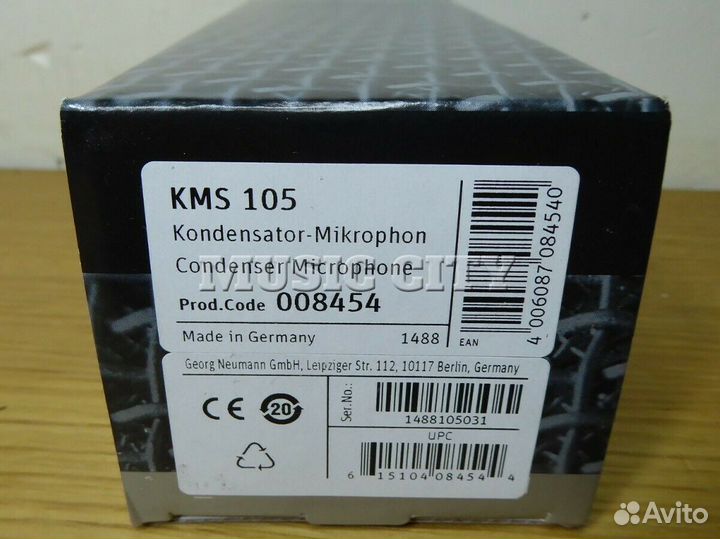 KMS 105
Kondensator-Mikrophon
Condenser Microphone
Prod.Code 008454
Made in Germany 1488
EAN
4 006087 084540
MUSIC CITY
Georg Neumann GmbH, Leipziger Str. 112, 10117 Berlin, Germany
CE 20
Ser.No.:
1488105031
UPC
6 15104 08454 4
Avito